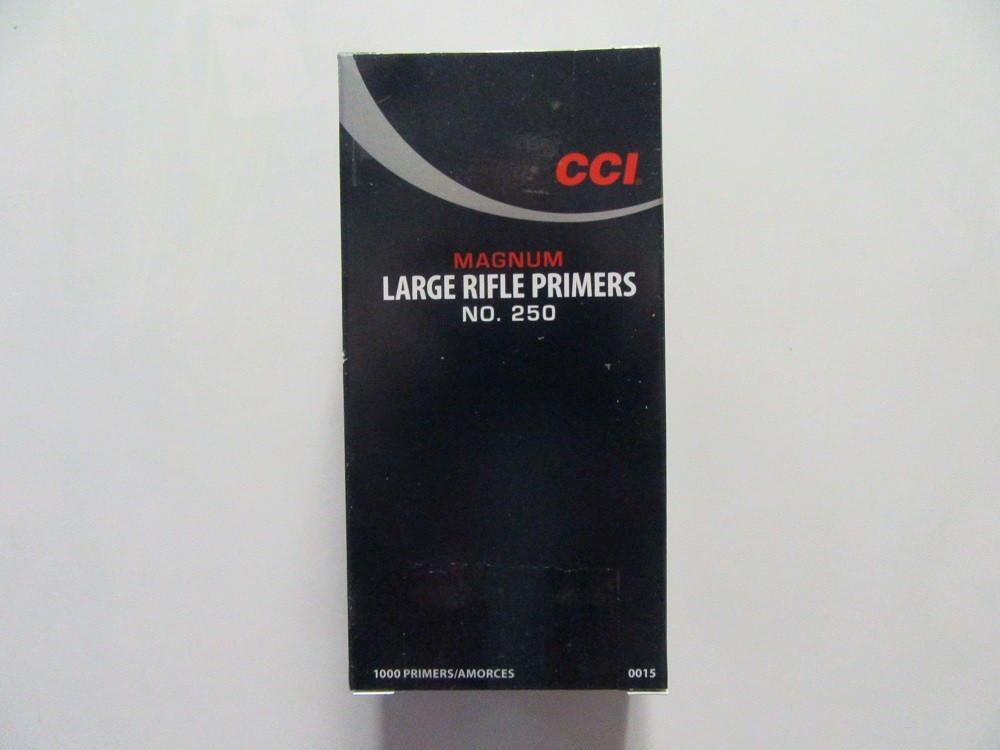 CCI
MAGNUM
LARGE RIFLE PRIMERS
NO. 250
1000 PRIMERS/AMORCES 0015